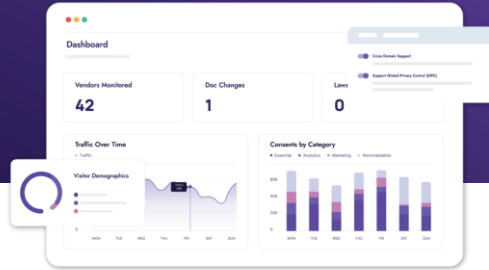 Dashboard
Vendors Monitored
42
Doc Changes
1
Laws
0
Cross Domain Support
Support Global Privacy Control (GPC)
Traffic Over Time
Traffic
Consents by Category
Essential
Analytics
Marketing
Personalization
Visitor Demographics
60k
40k
20k
0
MON
TUE
WED
THU
FRI
SAT
SUN
0
MON
TUE
WED
THU
FRI
SAT
SUN